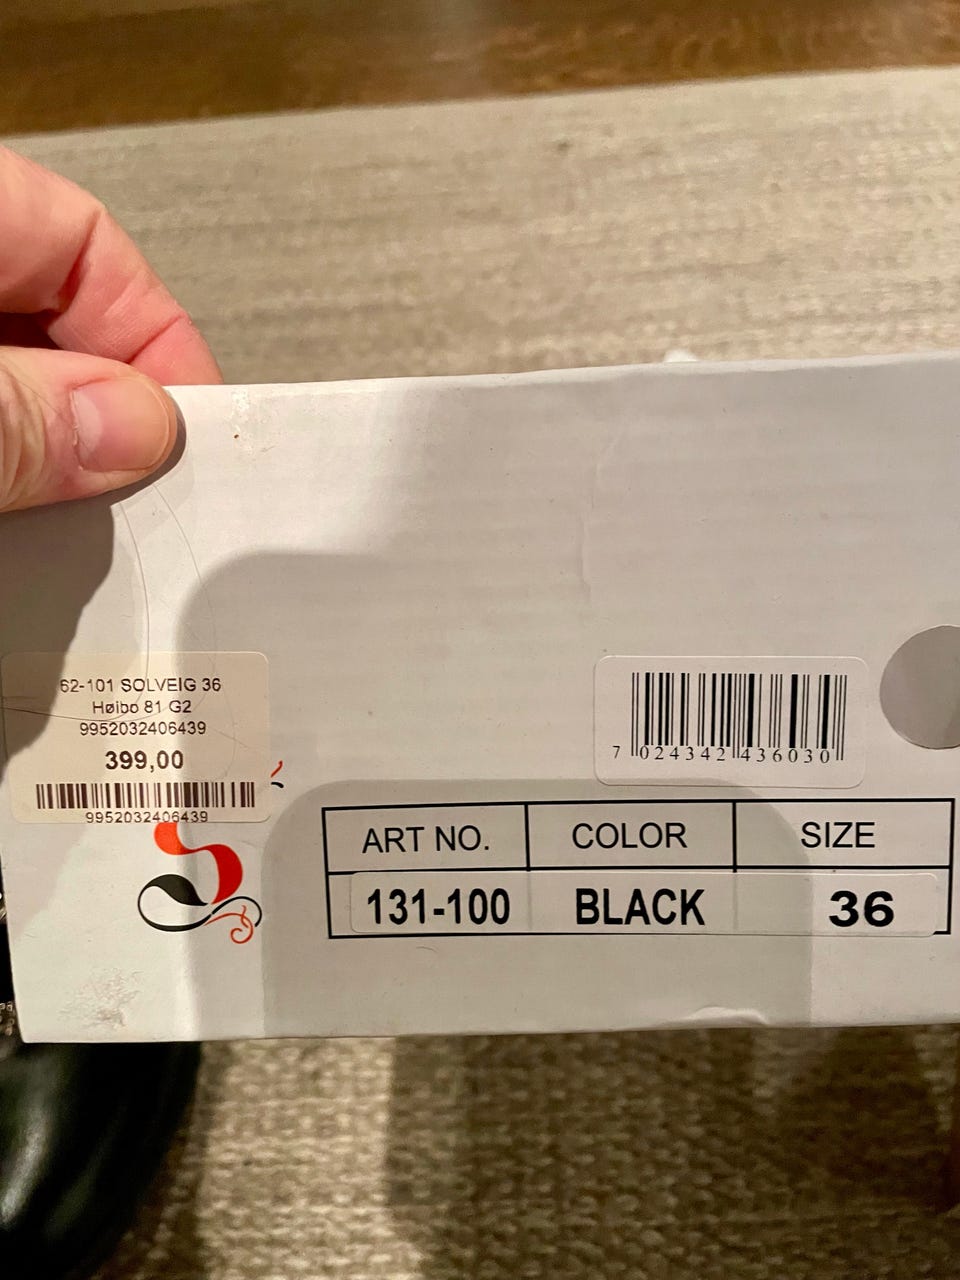 62-101 SOLVEIG 36
Høibo 81 G2
9952032406439
399,00
9952032406439
7 024342 436030
ART NO. COLOR SIZE
131-100 BLACK 36